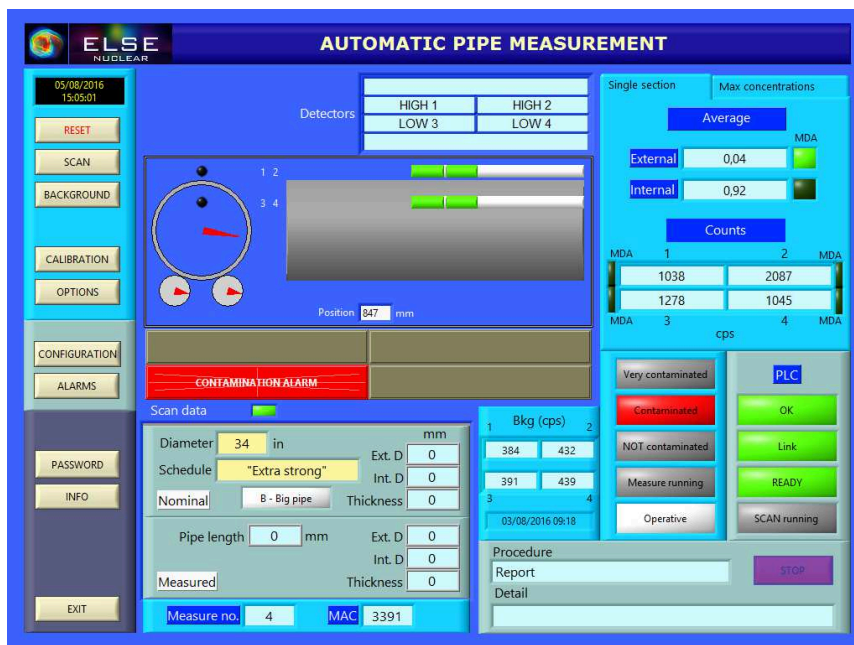 ELSE
NUCLEAR
AUTOMATIC PIPE MEASUREMENT
05/08/2016
15:05:01
RESET
SCAN
BACKGROUND
CALIBRATION
OPTIONS
CONFIGURATION
ALARMS
PASSWORD
INFO
EXIT
Detectors
HIGH 1 HIGH 2
LOW 3 LOW 4
1 2
3 4
Position 847 mm
CONTAMINATION ALARM
Single section Max concentrations
Average
MDA
External 0,04
Internal 0,92
Counts
MDA 1 2 MDA
1038 2087
1278 1045
MDA 3 4 MDA
cps
Scan data
Diameter 34 in
Schedule "Extra strong"
Nominal B - Big pipe
mm
Ext. D 0
Int. D 0
Thickness 0
Pipe length 0 mm
Measured
Ext. D 0
Int. D 0
Thickness 0
Measure no. 4 MAC 3391
Bkg (cps)
1 2
384 432
391 439
3 4
03/08/2016 09:18
Very contaminated
Contaminated
NOT contaminated
Measure running
Operative
PLC
OK
Link
READY
SCAN running
Procedure
Report
STOP
Detail